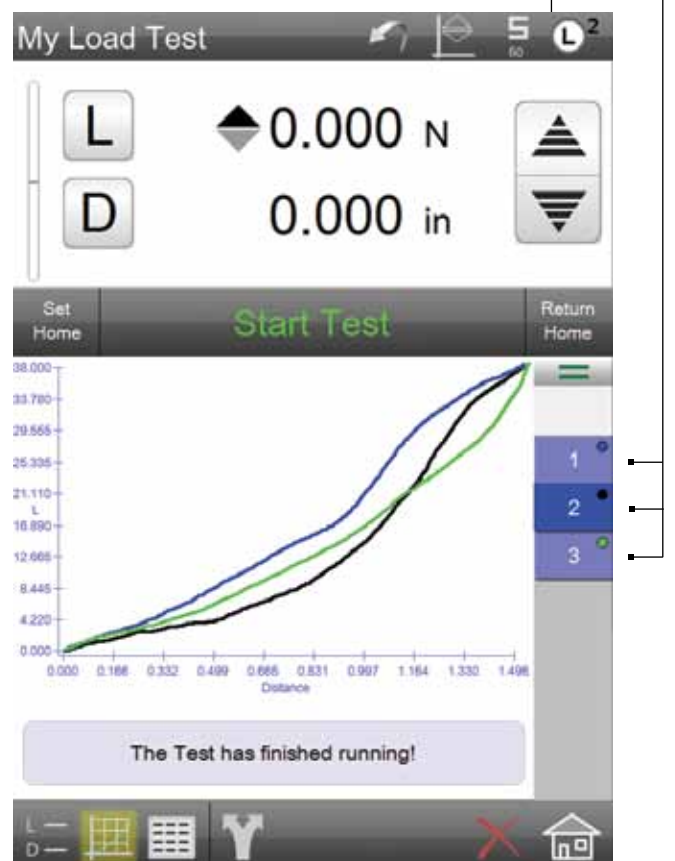 My Load Test
5
60
L2
L
0.000 N
D
0.000 in
Set
Home
Start Test
Return
Home
38.000
33.780
29.555
25.335
21.110
L
16.890
12.665
8.445
4.220
0.000
0.000 0.166 0.332 0.499 0.665 0.831 0.997 1.164 1.330 1.496
Distance
1
2
3
The Test has finished running!
L
D